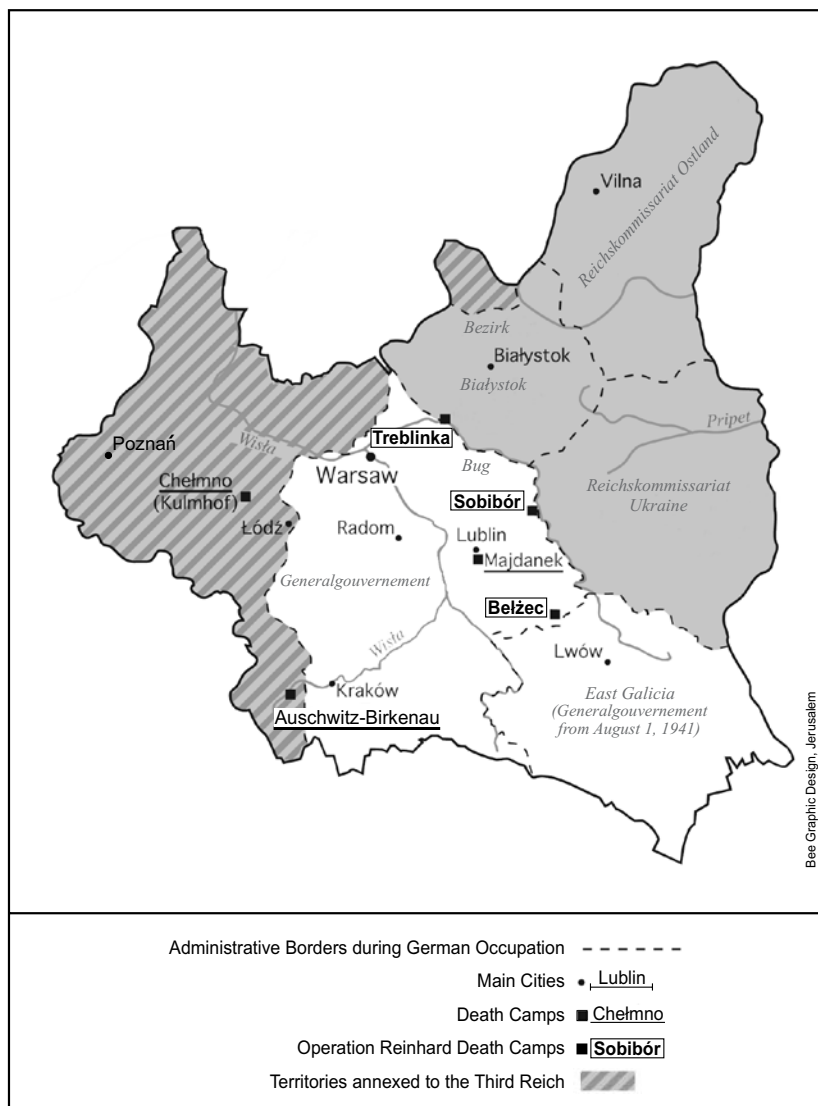 Vilna
Reichskommissariat Ostland
Bezirk
Białystok
Białystok
Pripet
Wisła
Treblinka
Poznań
Warsaw
Bug
Chełmno
(Kulmhof)
Sobibór
Reichskommissariat
Ukraine
Łódź
Radom
Lublin
Majdanek
Generalgouvernement
Bełżec
Wisła
Lwów
Kraków
Auschwitz-Birkenau
East Galicia
(Generalgouvernement
from August 1, 1941)
Bee Graphic Design, Jerusalem
Administrative Borders during German Occupation
Main Cities Lublin
Death Camps Chełmno
Operation Reinhard Death Camps Sobibór
Territories annexed to the Third Reich